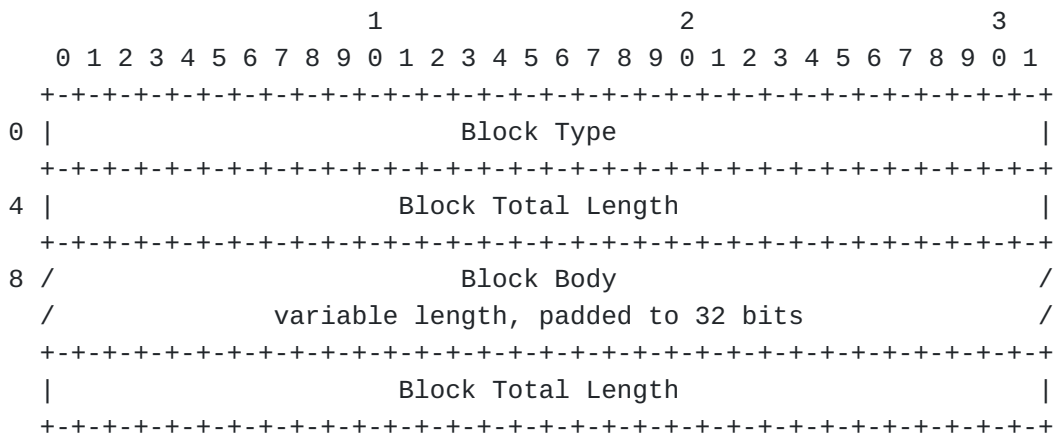 1                   2                   3
    0 1 2 3 4 5 6 7 8 9 0 1 2 3 4 5 6 7 8 9 0 1 2 3 4 5 6 7 8 9 0 1
   +-+-+-+-+-+-+-+-+-+-+-+-+-+-+-+-+-+-+-+-+-+-+-+-+-+-+-+-+-+-+-+-+
 0 |                          Block Type                           |
   +-+-+-+-+-+-+-+-+-+-+-+-+-+-+-+-+-+-+-+-+-+-+-+-+-+-+-+-+-+-+-+-+
 4 |                      Block Total Length                       |
   +-+-+-+-+-+-+-+-+-+-+-+-+-+-+-+-+-+-+-+-+-+-+-+-+-+-+-+-+-+-+-+-+
 8 /                          Block Body                           /
   /              variable length, padded to 32 bits               /
   +-+-+-+-+-+-+-+-+-+-+-+-+-+-+-+-+-+-+-+-+-+-+-+-+-+-+-+-+-+-+-+-+
   |                      Block Total Length                       |
   +-+-+-+-+-+-+-+-+-+-+-+-+-+-+-+-+-+-+-+-+-+-+-+-+-+-+-+-+-+-+-+-+